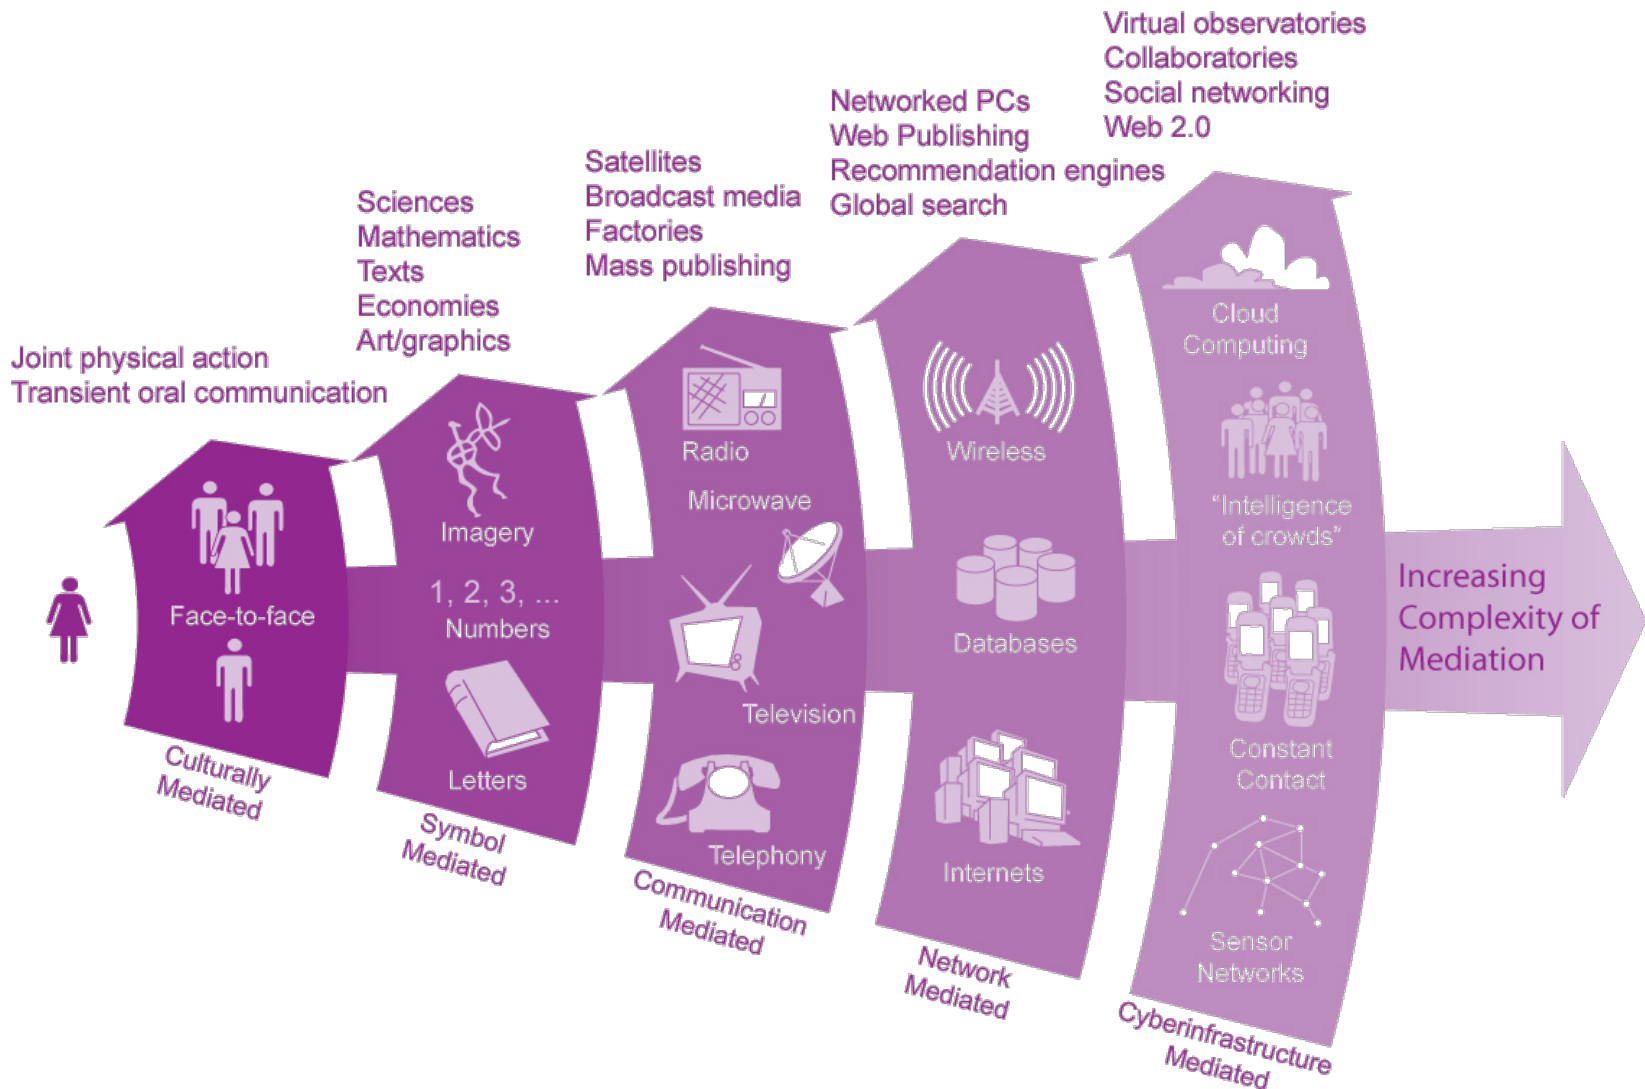 Joint physical action
Transient oral communication
Face-to-face
Culturally
Mediated
Sciences
Mathematics
Texts
Economies
Art/graphics
Imagery
1, 2, 3, ...
Numbers
Letters
Symbol
Mediated
Satellites
Broadcast media
Factories
Mass publishing
Radio
Microwave
Television
Telephony
Communication
Mediated
Networked PCs
Web Publishing
Recommendation engines
Global search
Wireless
Databases
Internets
Network
Mediated
Virtual observatories
Collaboratories
Social networking
Web 2.0
Cloud
Computing
“Intelligence
of crowds”
Constant
Contact
Sensor
Networks
Cyberinfrastructure
Mediated
Increasing
Complexity of
Mediation